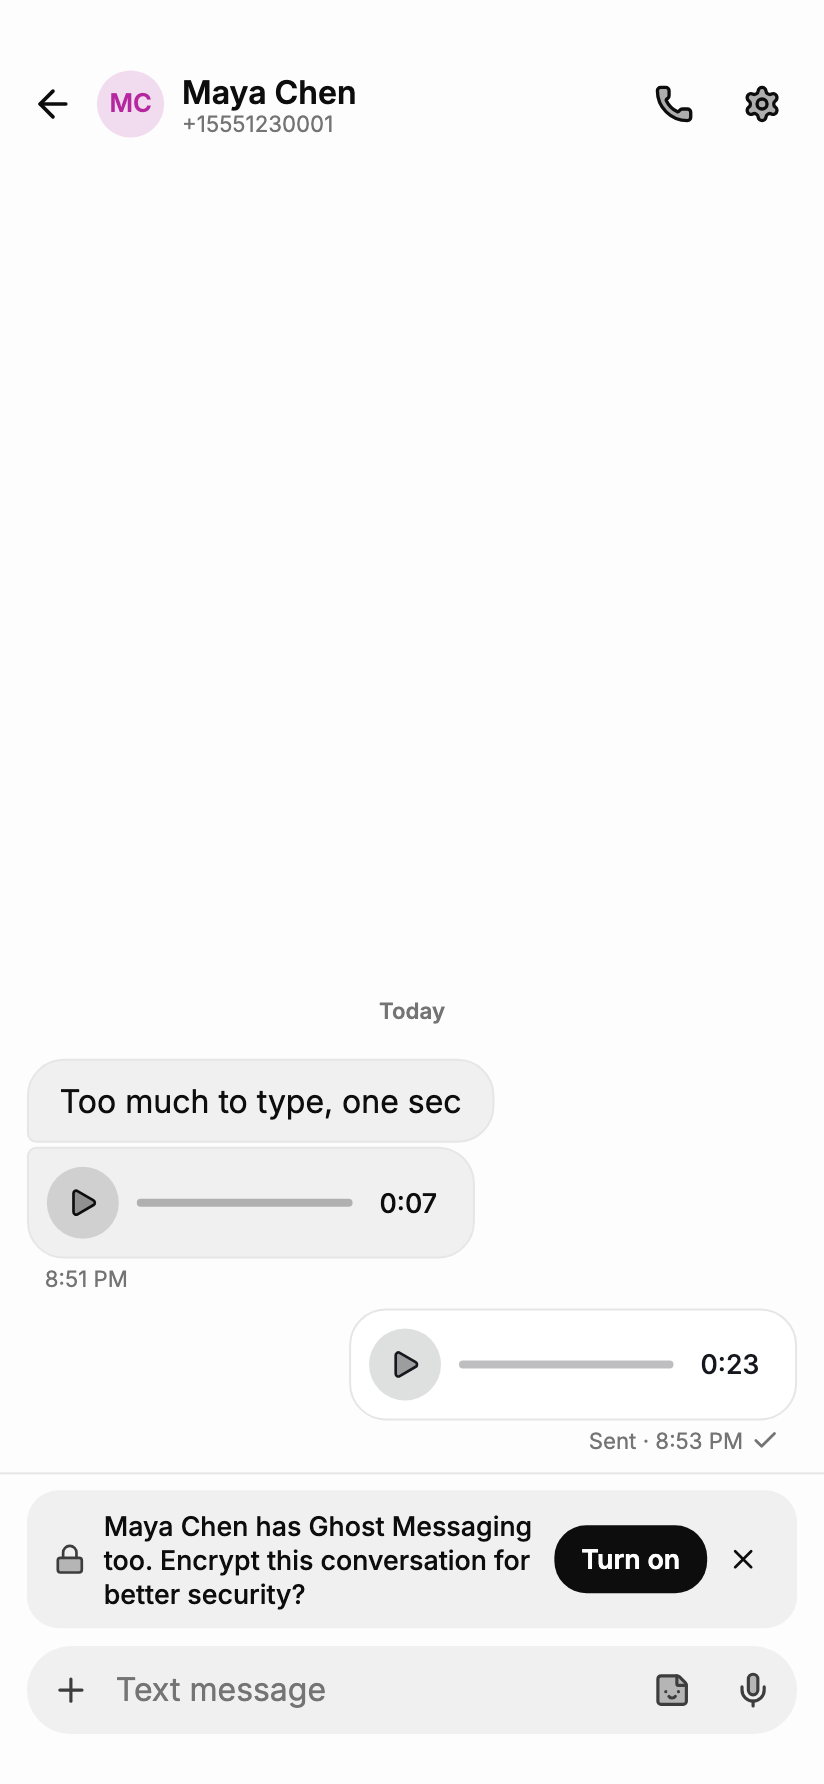 MC
Maya Chen
+15551230001
Today
Too much to type, one sec
0:07
8:51 PM
0:23
Sent · 8:53 PM
Maya Chen has Ghost Messaging
too. Encrypt this conversation for
better security?
Turn on
Text message